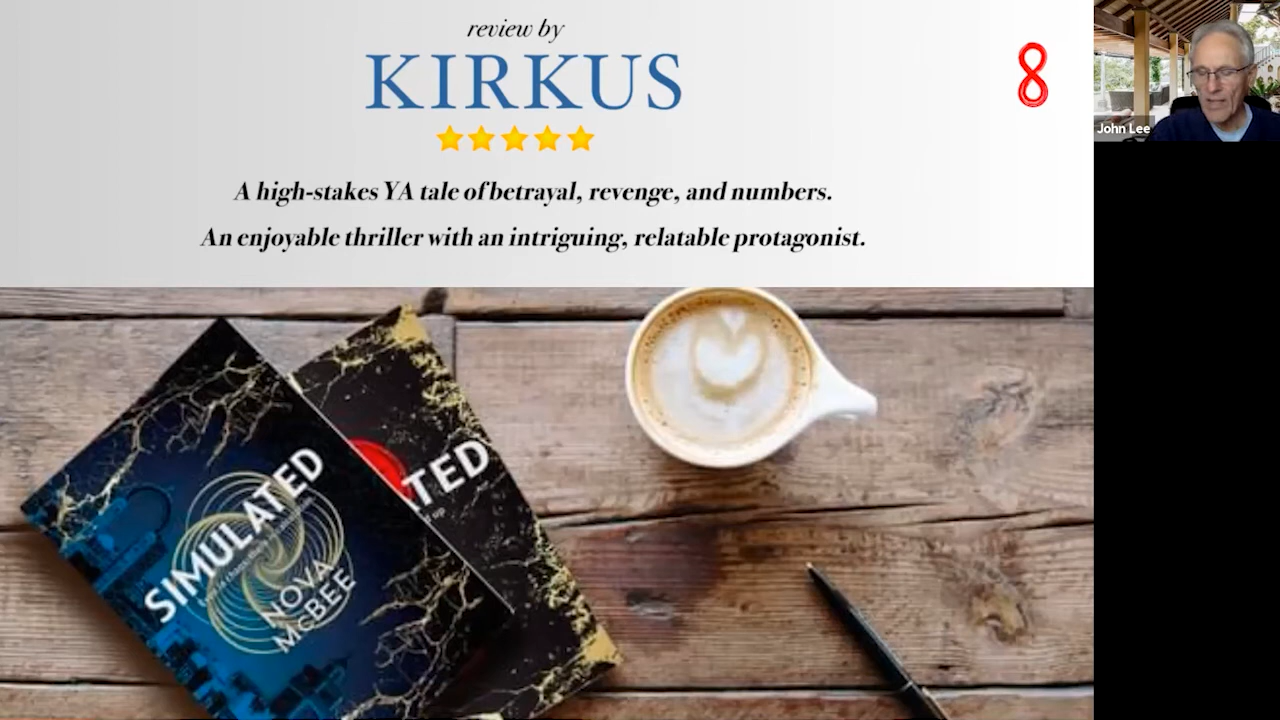 review by
KIRKUS
8
A high-stakes YA tale of betrayal, revenge, and numbers.
An enjoyable thriller with an intriguing, relatable protagonist.
John Lee
SIMULATED
NOVA
MCBEE
TED
up